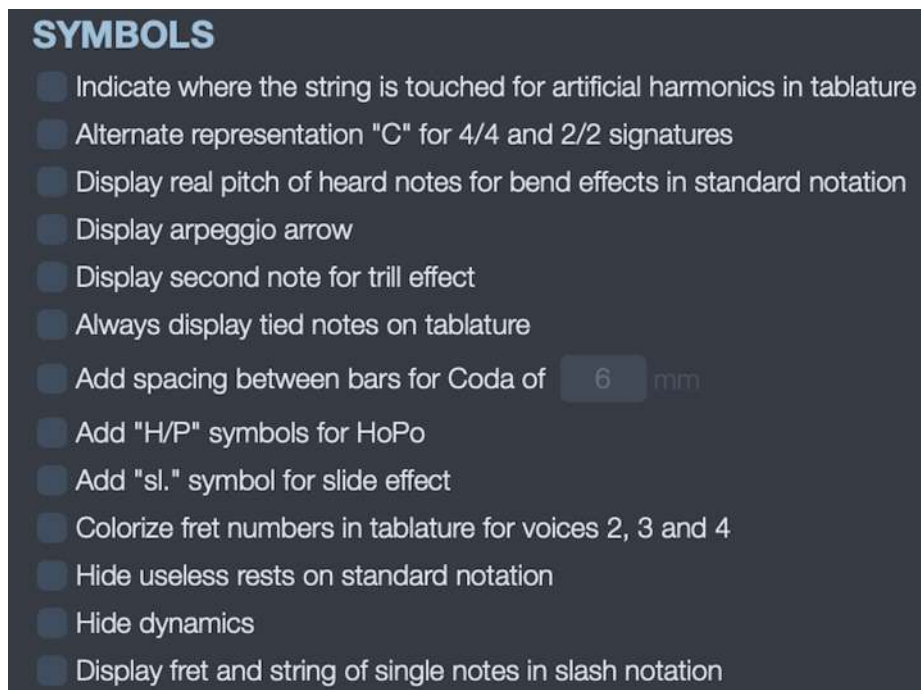 SYMBOLS
Indicate where the string is touched for artificial harmonics in tablature
Alternate representation "C" for 4/4 and 2/2 signatures
Display real pitch of heard notes for bend effects in standard notation
Display arpeggio arrow
Display second note for trill effect
Always display tied notes on tablature
Add spacing between bars for Coda of 6 mm
Add "H/P" symbols for HoPo
Add "sl." symbol for slide effect
Colorize fret numbers in tablature for voices 2, 3 and 4
Hide useless rests on standard notation
Hide dynamics
Display fret and string of single notes in slash notation